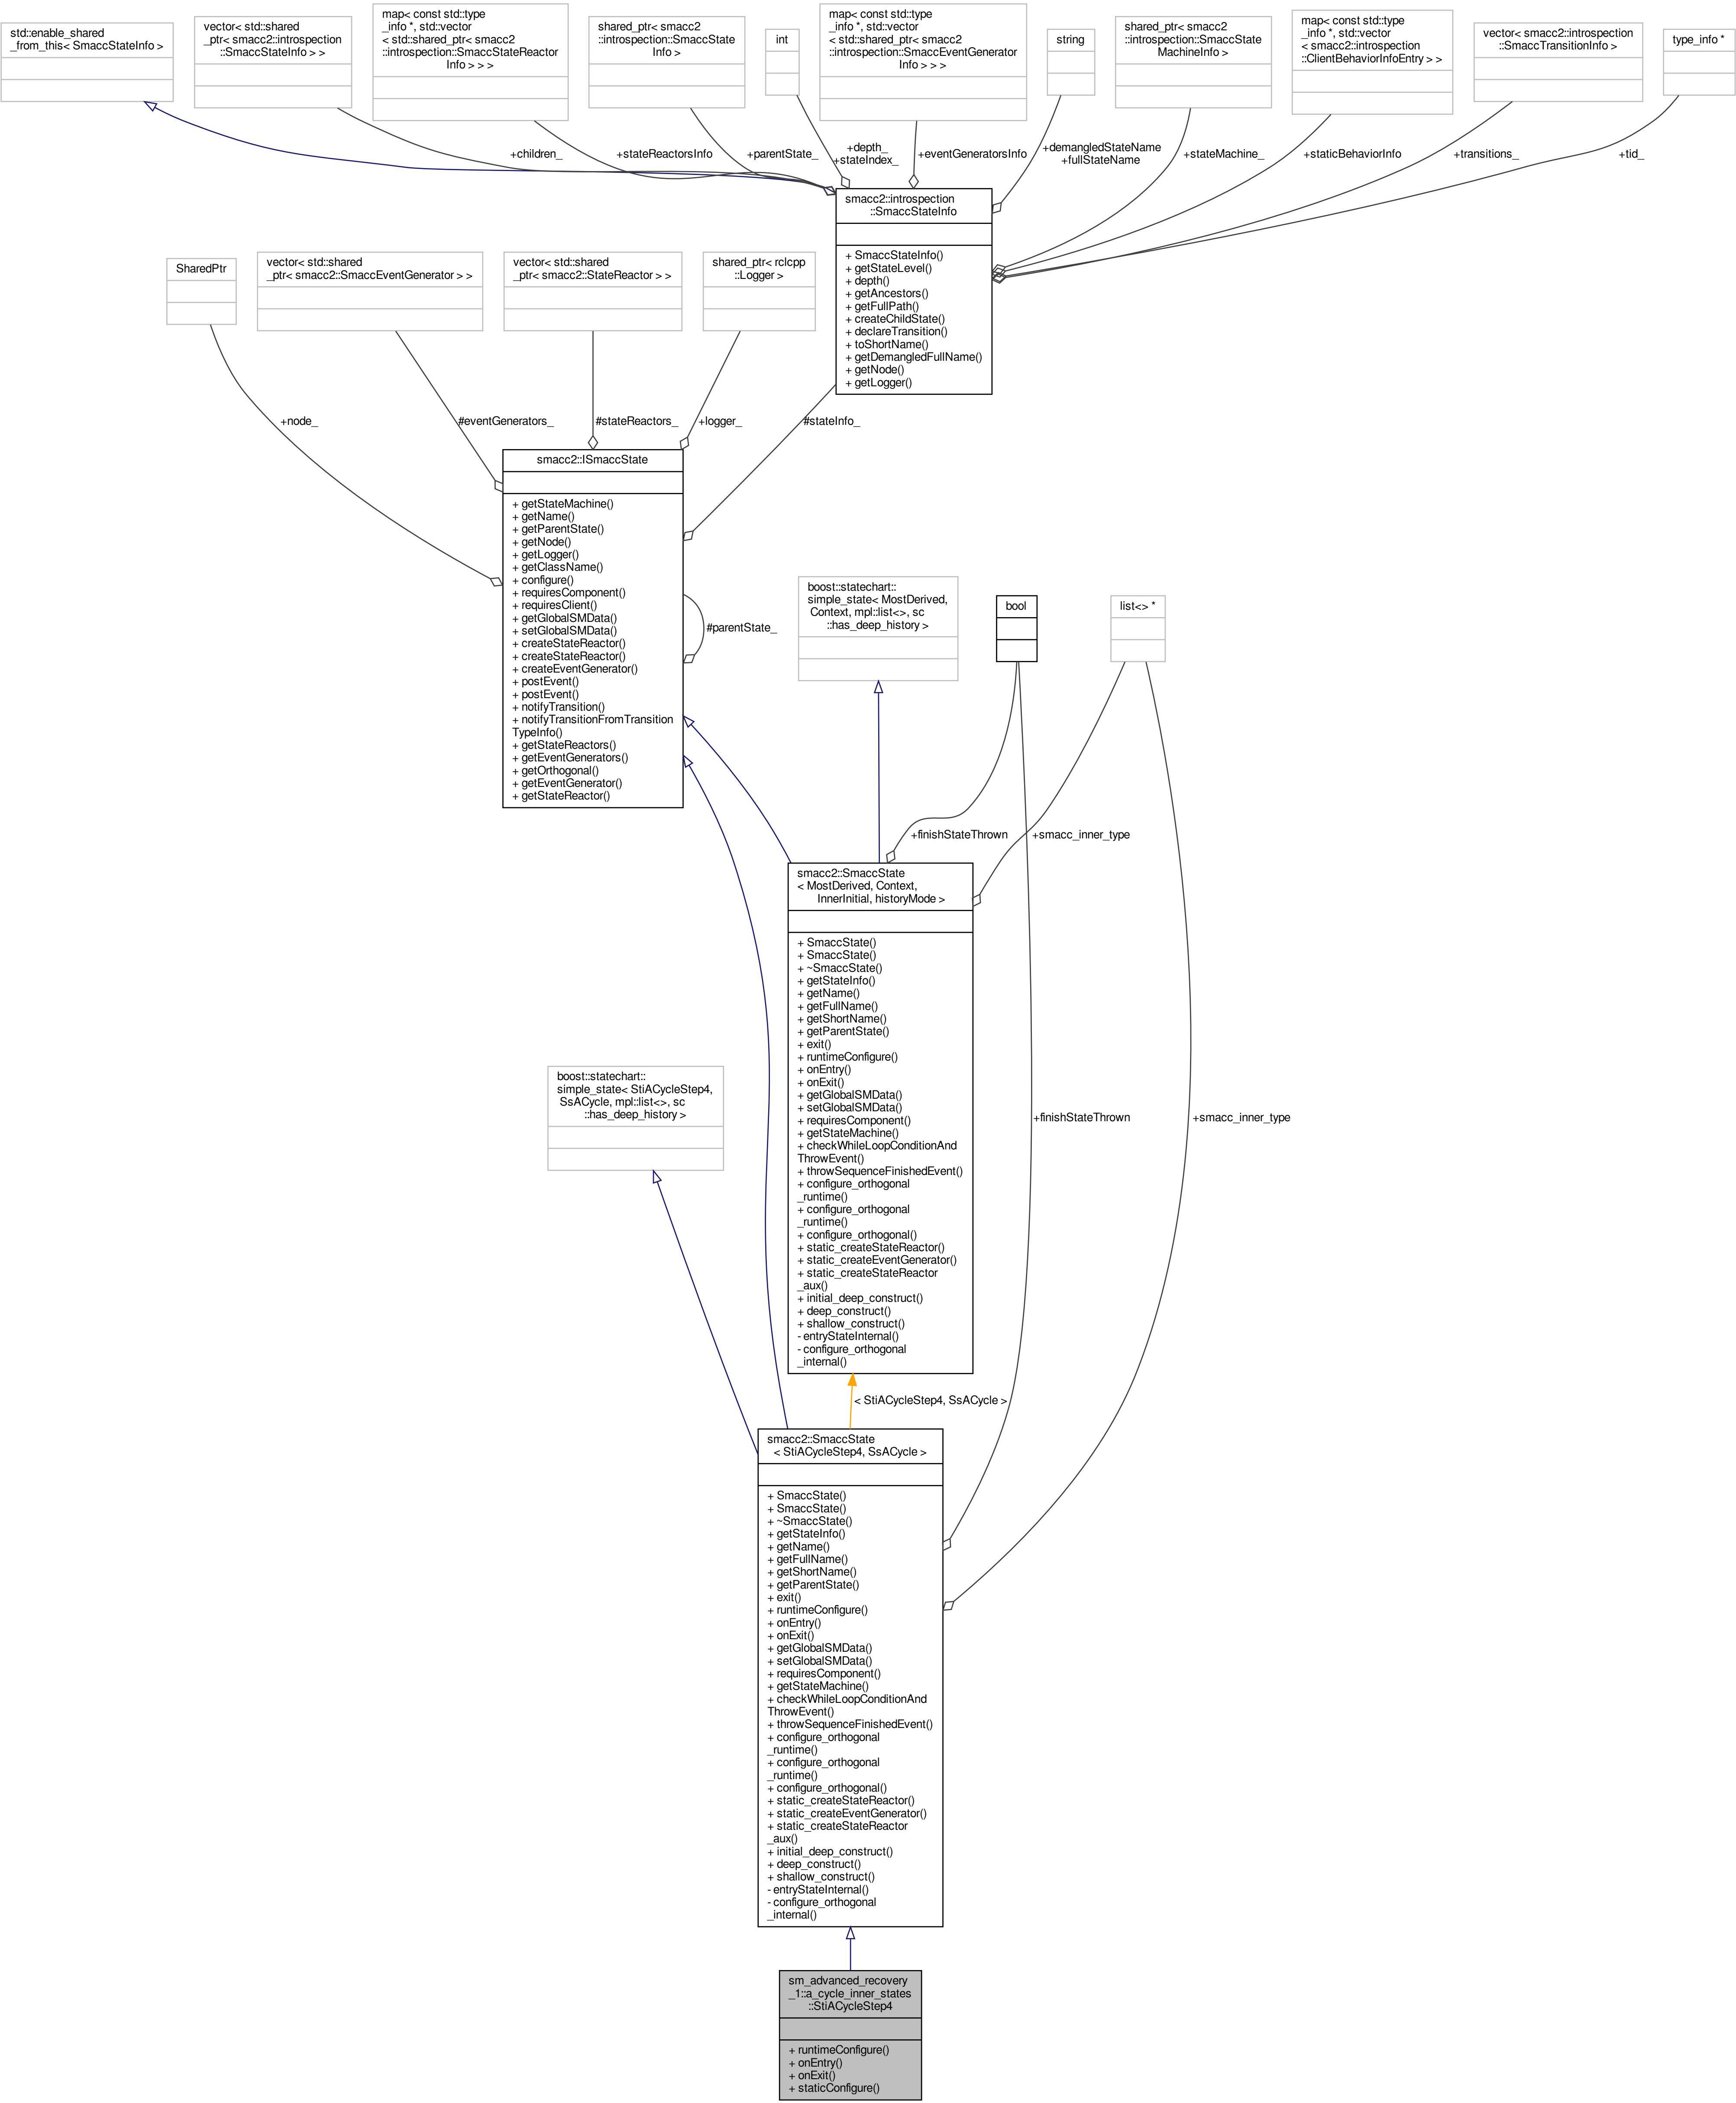 std::enable_shared
_from_this< SmaccStateInfo >
vector< std::shared
_ptr< smacc2::introspection
::SmaccStateInfo > >
map< const std::type
_info *, std::vector
< std::shared_ptr< smacc2
::introspection::SmaccStateReactor
Info > > >
shared_ptr< smacc2
::introspection::SmaccState
Info >
int
map< const std::type
_info *, std::vector
< std::shared_ptr< smacc2
::introspection::SmaccEventGenerator
Info > > >
string
shared_ptr< smacc2
::introspection::SmaccState
MachineInfo >
map< const std::type
_info *, std::vector
< smacc2::introspection
::ClientBehaviorInfoEntry > >
vector< smacc2::introspection
::SmaccTransitionInfo >
type_info *
+children_
+stateReactorsInfo
+parentState_
+depth_
+stateIndex_
+eventGeneratorsInfo
+demangledStateName
+fullStateName
+stateMachine_
+staticBehaviorInfo
+transitions_
+tid_
smacc2::introspection
::SmaccStateInfo
+ SmaccStateInfo()
+ getStateLevel()
+ depth()
+ getAncestors()
+ getFullPath()
+ createChildState()
+ declareTransition()
+ toShortName()
+ getDemangledFullName()
+ getNode()
+ getLogger()
SharedPtr
vector< std::shared
_ptr< smacc2::SmaccEventGenerator > >
vector< std::shared
_ptr< smacc2::StateReactor > >
shared_ptr< rclcpp
::Logger >
+node_
#eventGenerators_
#stateReactors_
+logger_
#stateInfo_
smacc2::ISmaccState
+ getStateMachine()
+ getName()
+ getParentState()
+ getNode()
+ getLogger()
+ getClassName()
+ configure()
+ requiresComponent()
+ requiresClient()
+ getGlobalSMData()
+ setGlobalSMData()
+ createStateReactor()
+ createStateReactor()
+ createEventGenerator()
+ postEvent()
+ postEvent()
+ notifyTransition()
+ notifyTransitionFromTransition
TypeInfo()
+ getStateReactors()
+ getEventGenerators()
+ getOrthogonal()
+ getEventGenerator()
+ getStateReactor()
#parentState_
boost::statechart::
simple_state< MostDerived,
Context, mpl::list<>, sc
::has_deep_history >
bool
list<> *
+finishStateThrown
+smacc_inner_type
smacc2::SmaccState
< MostDerived, Context,
InnerInitial, historyMode >
+ SmaccState()
+ SmaccState()
+ ~SmaccState()
+ getStateInfo()
+ getName()
+ getFullName()
+ getShortName()
+ getParentState()
+ exit()
+ runtimeConfigure()
+ onEntry()
+ onExit()
+ getGlobalSMData()
+ setGlobalSMData()
+ requiresComponent()
+ getStateMachine()
+ checkWhileLoopConditionAnd
ThrowEvent()
+ throwSequenceFinishedEvent()
+ configure_orthogonal
_runtime()
+ configure_orthogonal
_runtime()
+ configure_orthogonal()
+ static_createStateReactor()
+ static_createEventGenerator()
+ static_createStateReactor
_aux()
+ initial_deep_construct()
+ deep_construct()
+ shallow_construct()
- entryStateInternal()
- configure_orthogonal
_internal()
boost::statechart::
simple_state< StiACycleStep4,
SsACycle, mpl::list<>, sc
::has_deep_history >
+finishStateThrown
+smacc_inner_type
< StiACycleStep4, SsACycle >
smacc2::SmaccState
< StiACycleStep4, SsACycle >
+ SmaccState()
+ SmaccState()
+ ~SmaccState()
+ getStateInfo()
+ getName()
+ getFullName()
+ getShortName()
+ getParentState()
+ exit()
+ runtimeConfigure()
+ onEntry()
+ onExit()
+ getGlobalSMData()
+ setGlobalSMData()
+ requiresComponent()
+ getStateMachine()
+ checkWhileLoopConditionAnd
ThrowEvent()
+ throwSequenceFinishedEvent()
+ configure_orthogonal
_runtime()
+ configure_orthogonal
_runtime()
+ configure_orthogonal()
+ static_createStateReactor()
+ static_createEventGenerator()
+ static_createStateReactor
_aux()
+ initial_deep_construct()
+ deep_construct()
+ shallow_construct()
- entryStateInternal()
- configure_orthogonal
_internal()
sm_advanced_recovery
_1::a_cycle_inner_states
::StiACycleStep4
+ runtimeConfigure()
+ onEntry()
+ onExit()
+ staticConfigure()